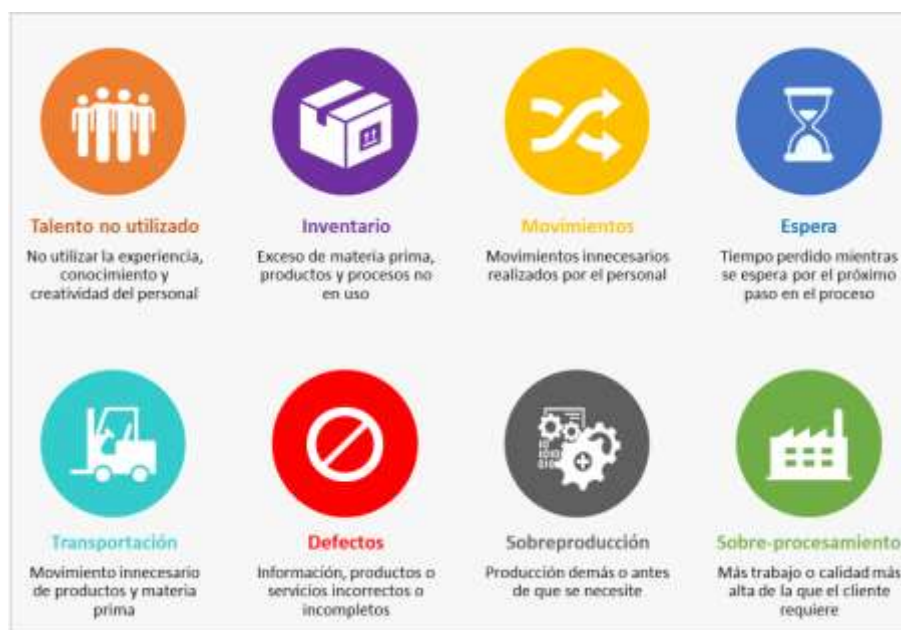 Talento no utilizado
No utilizar la experiencia,
conocimiento y
creatividad del personal
Inventario
Exceso de materia prima,
productos y procesos no
en uso
Movimientos
Movimientos innecesarios
realizados por el personal
Espera
Tiempo perdido mientras
se espera por el próximo
paso en el proceso
Transportación
Movimiento innecesario
de productos y materia
prima
Defectos
Información, productos o
servicios incorrectos o
incompletos
Sobreproducción
Producción demás o antes
de que se necesite
Sobre-procesamiento
Más trabajo o calidad más
alta de la que el cliente
requiere